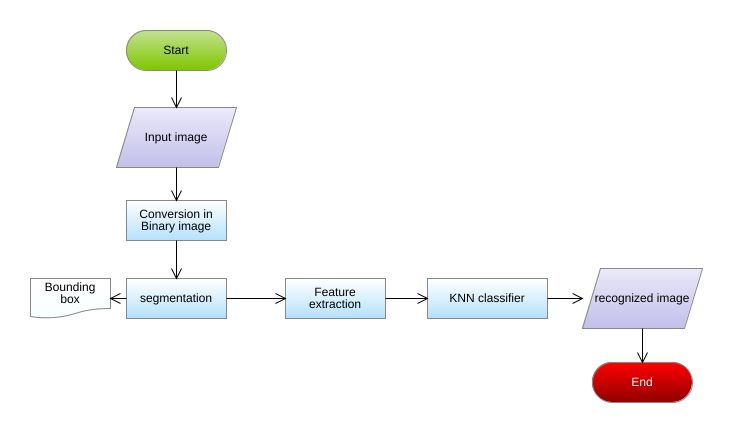 Start
Input image
Conversion in
Binary image
Bounding
box
segmentation
Feature
extraction
KNN classifier
recognized image
End